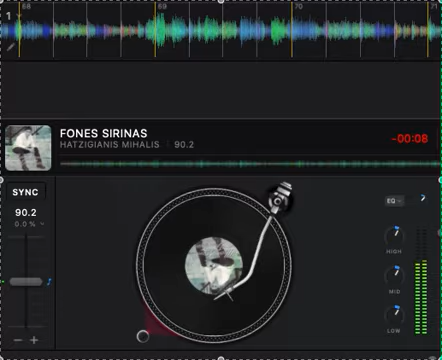 68 69 70 71
1
FONES SIRINAS
HATZIGIANIS MIHALIS 90.2
-00:08
SYNC
90.2
0.0 %
EQ
HIGH
MID
LOW